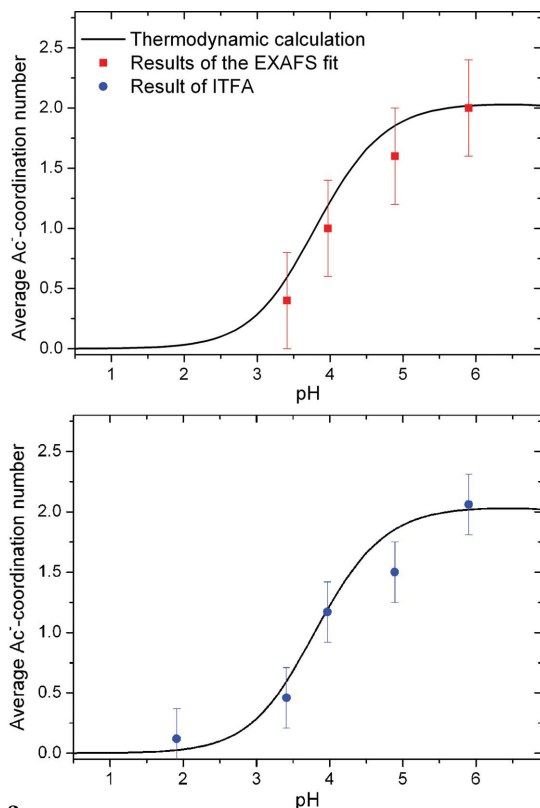 Thermodynamic calculation
Results of the EXAFS fit
Result of ITFA
Average Ac⁻-coordination number
2.5
2.0
1.5
1.0
0.5
0.0
1 2 3 4 5 6
pH
Average Ac⁻-coordination number
2.5
2.0
1.5
1.0
0.5
0.0
1 2 3 4 5 6
pH